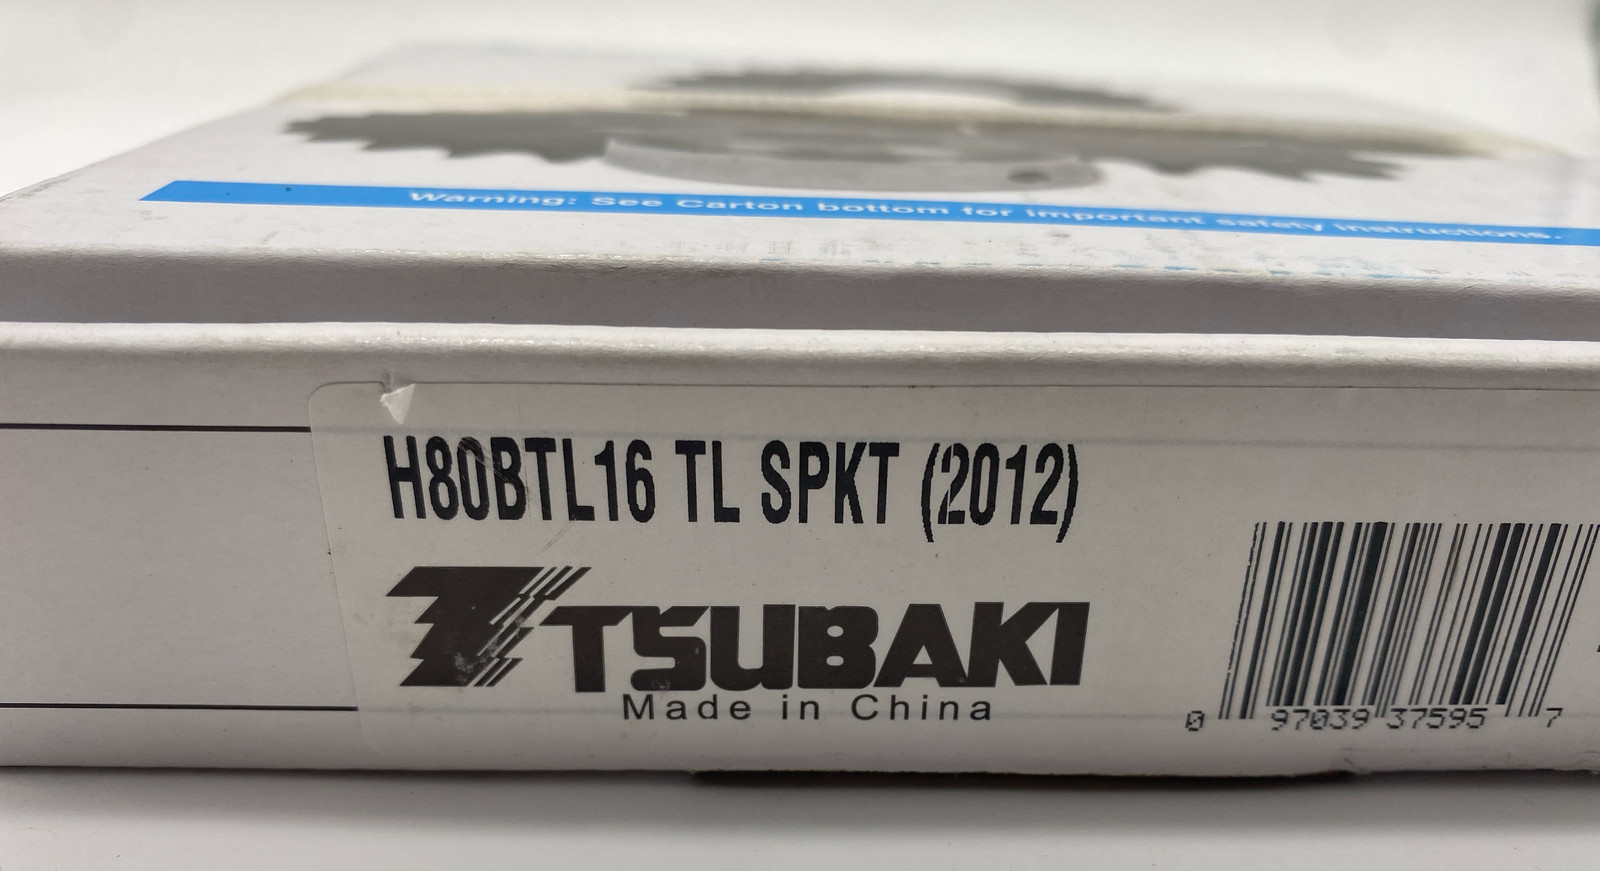 Warning: See Carton bottom for important safety instructions.
H80BTL16 TL SPKT (2012)
TSUBAKI
Made in China
0 97039 37595 7